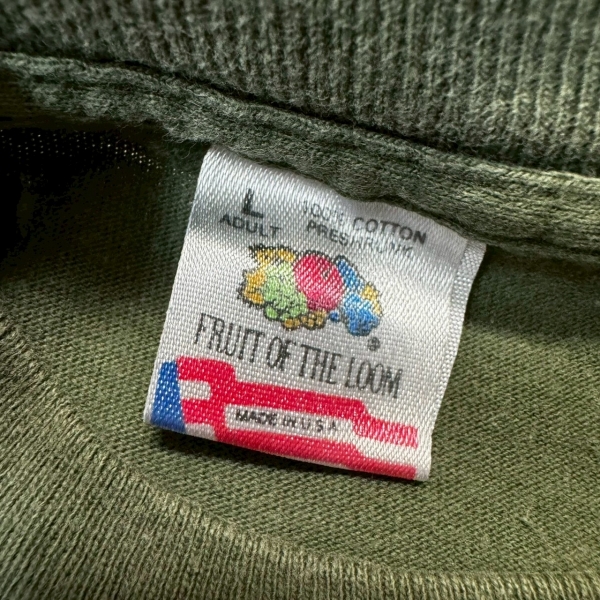 L 100% COTTON
ADULT PRESHRUNK
®
FRUIT OF THE LOOM
MADE IN U.S.A